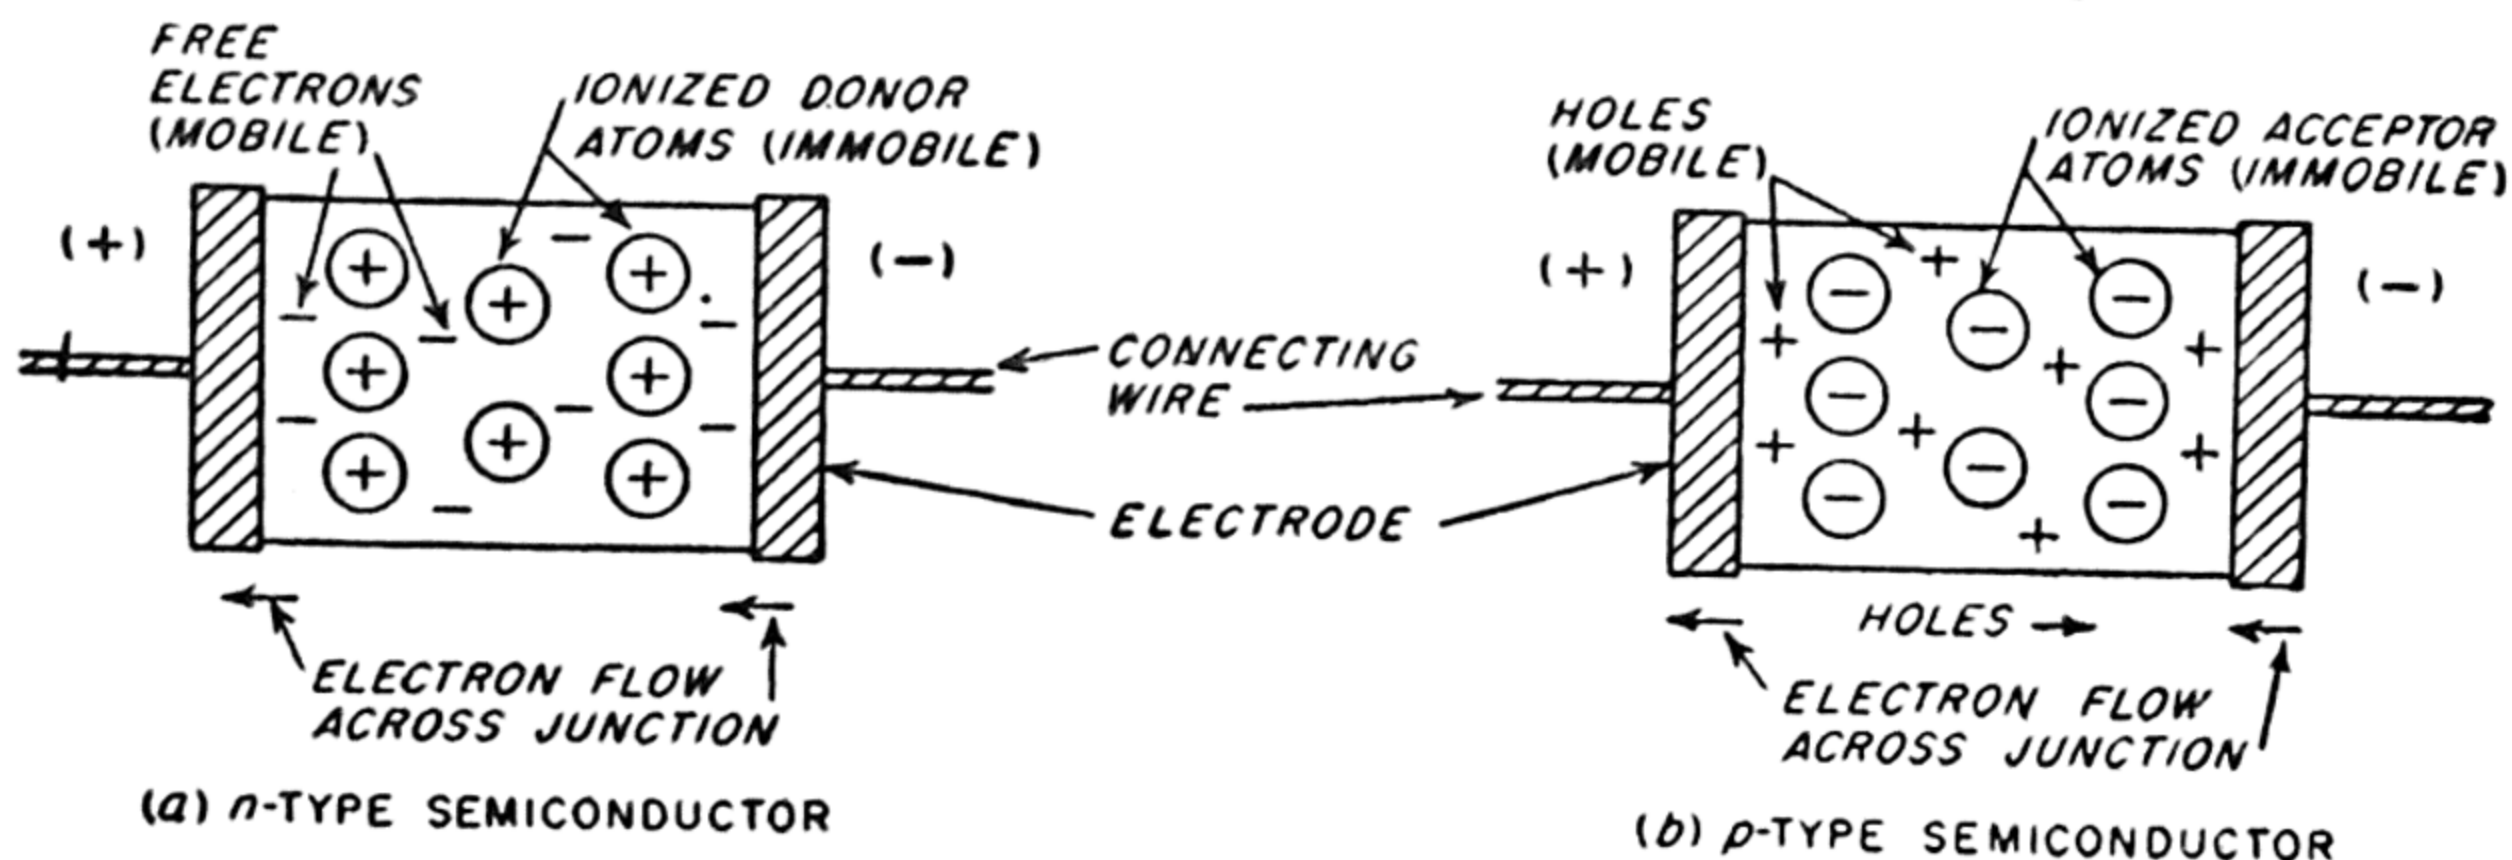 FREE
ELECTRONS
(MOBILE)
IONIZED DONOR
ATOMS (IMMOBILE)
(+)
(-)
ELECTRON FLOW
ACROSS JUNCTION
(a) n-TYPE SEMICONDUCTOR
CONNECTING
WIRE
ELECTRODE
HOLES
(MOBILE)
IONIZED ACCEPTOR
ATOMS (IMMOBILE)
(+)
(-)
HOLES →
ELECTRON FLOW
ACROSS JUNCTION
(b) p-TYPE SEMICONDUCTOR